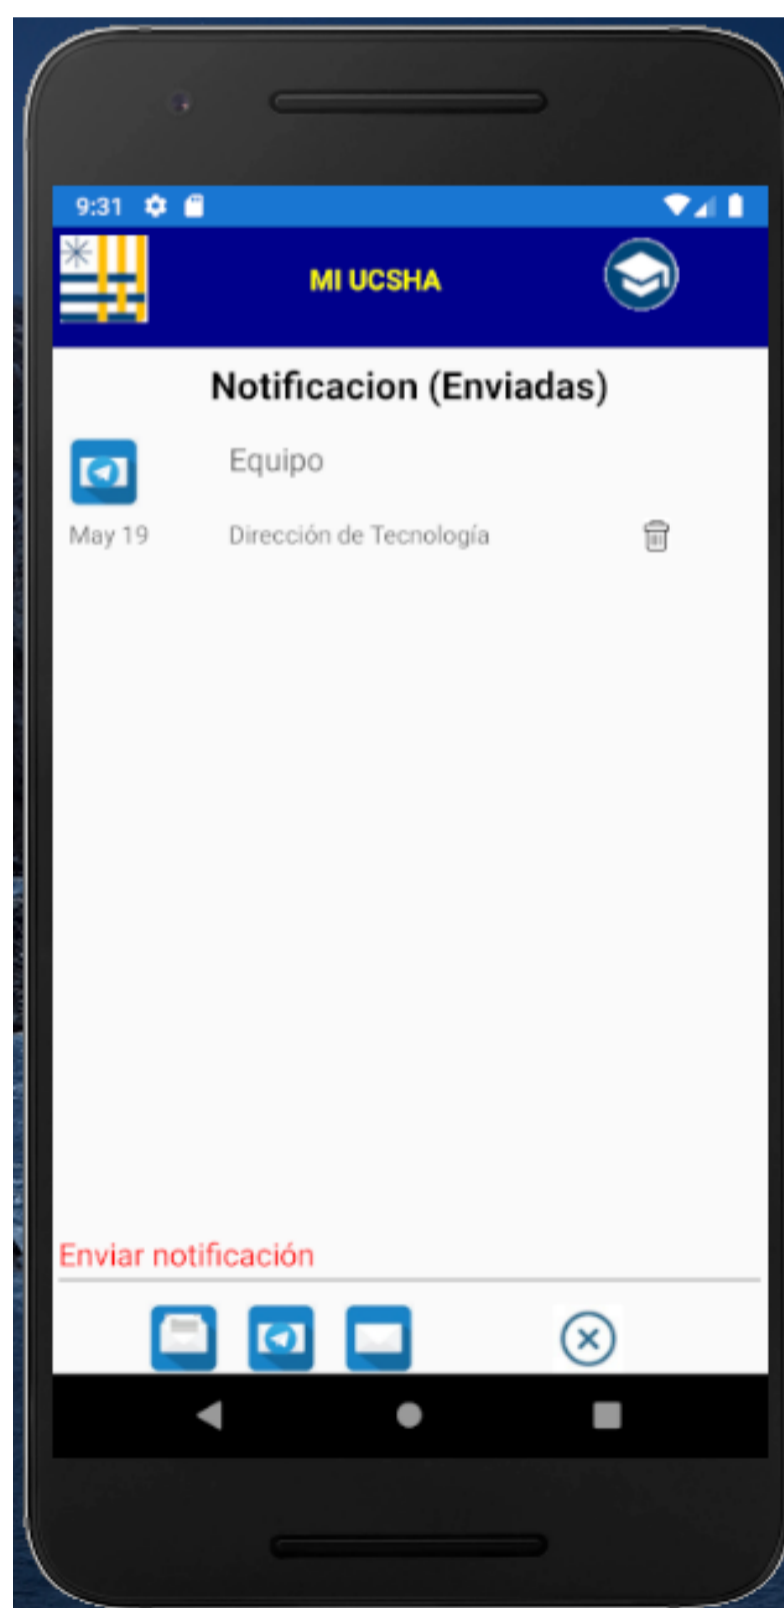 9:31
MI UCSHA
Notificacion (Enviadas)
Equipo
May 19
Dirección de Tecnología
Enviar notificación